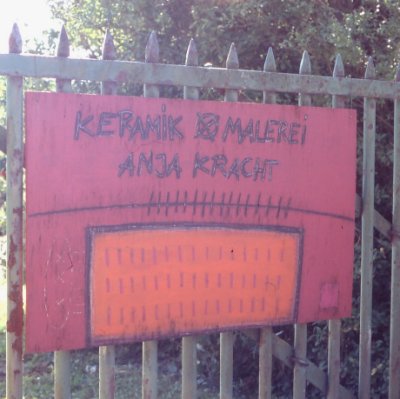 KERAMIK & MALEREI
ANJA KRACHT